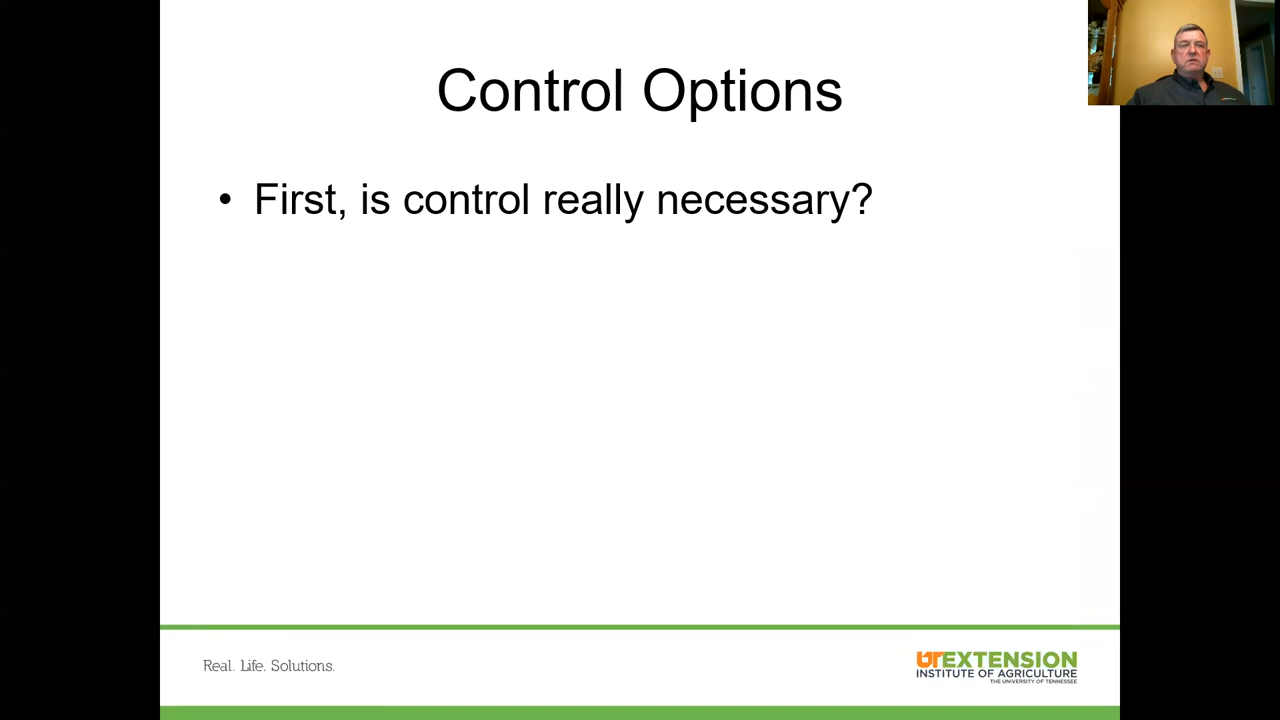 Control Options
• First, is control really necessary?
Real. Life. Solutions.
UTEXTENSION
INSTITUTE OF AGRICULTURE
THE UNIVERSITY OF TENNESSEE